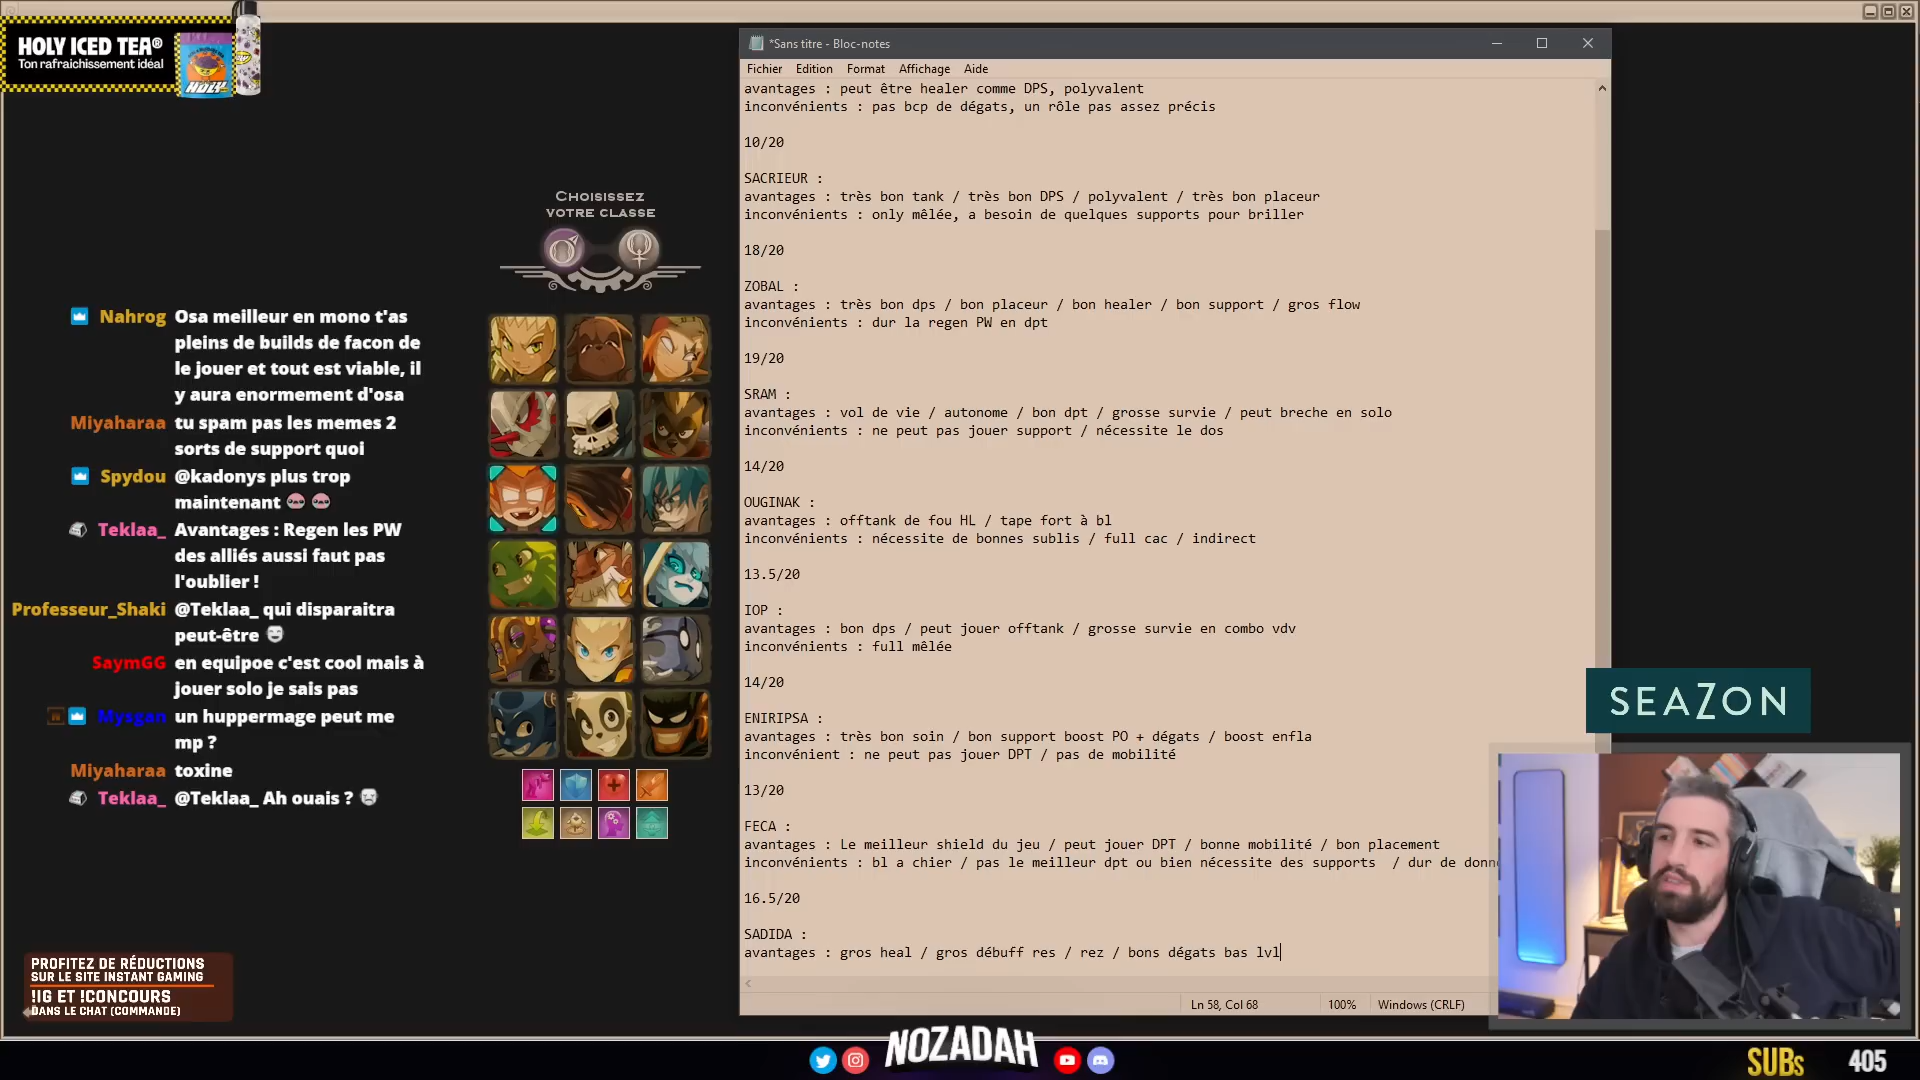 HOLY ICED TEA®
Ton rafraichissement idéal
HOLY
CHOISISSEZ
VOTRE CLASSE
Nahrog Osa meilleur en mono t'as
pleins de builds de facon de
le jouer et tout est viable, il
y aura enormement d'osa
Miyaharaa tu spam pas les memes 2
sorts de support quoi
Spydou @kadonys plus trop
maintenant
Teklaa_ Avantages : Regen les PW
des alliés aussi faut pas
l'oublier !
Professeur_Shaki @Teklaa_ qui disparaitra
peut-être
SaymGG en equipoe c'est cool mais à
jouer solo je sais pas
Mysgan un huppermage peut me
mp ?
Miyaharaa toxine
Teklaa_ @Teklaa_ Ah ouais ?
PROFITEZ DE RÉDUCTIONS
SUR LE SITE INSTANT GAMING
!IG ET !CONCOURS
DANS LE CHAT (COMMANDE)
*Sans titre - Bloc-notes
Fichier Edition Format Affichage Aide
avantages : peut être healer comme DPS, polyvalent
inconvénients : pas bcp de dégats, un rôle pas assez précis
10/20
SACRIEUR :
avantages : très bon tank / très bon DPS / polyvalent / très bon placeur
inconvénients : only mêlée, a besoin de quelques supports pour briller
18/20
ZOBAL :
avantages : très bon dps / bon placeur / bon healer / bon support / gros flow
inconvénients : dur la regen PW en dpt
19/20
SRAM :
avantages : vol de vie / autonome / bon dpt / grosse survie / peut breche en solo
inconvénients : ne peut pas jouer support / nécessite le dos
14/20
OUGINAK :
avantages : offtank de fou HL / tape fort à bl
inconvénients : nécessite de bonnes sublis / full cac / indirect
13.5/20
IOP :
avantages : bon dps / peut jouer offtank / grosse survie en combo vdv
inconvénients : full mêlée
14/20
ENIRIPSA :
avantages : très bon soin / bon support boost PO + dégats / boost enfla
inconvénient : ne peut pas jouer DPT / pas de mobilité
13/20
FECA :
avantages : Le meilleur shield du jeu / peut jouer DPT / bonne mobilité / bon placement
inconvénients : bl a chier / pas le meilleur dpt ou bien nécessite des supports  / dur de donn
16.5/20
SADIDA :
avantages : gros heal / gros débuff res / rez / bons dégats bas lvl
Ln 58, Col 68 100% Windows (CRLF)
SEAZON
NOZADAH
SUBs 405